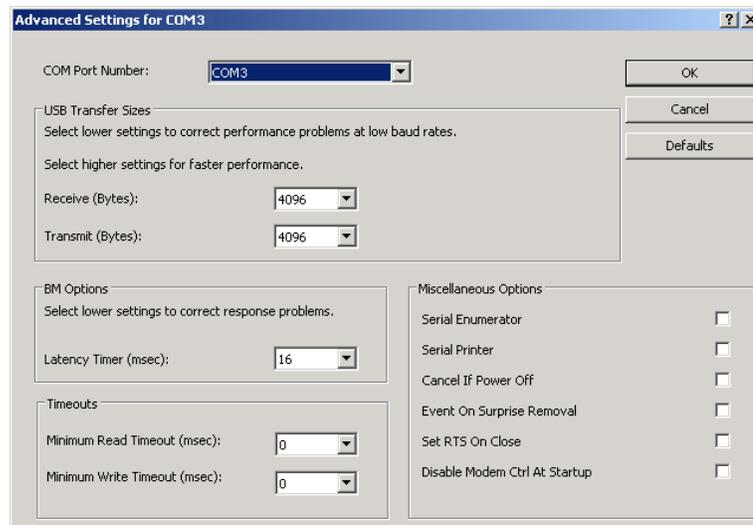 Advanced Settings for COM3
? ×
COM Port Number:
COM3
OK
Cancel
Defaults
USB Transfer Sizes
Select lower settings to correct performance problems at low baud rates.
Select higher settings for faster performance.
Receive (Bytes):
4096
Transmit (Bytes):
4096
BM Options
Select lower settings to correct response problems.
Latency Timer (msec):
16
Timeouts
Minimum Read Timeout (msec):
0
Minimum Write Timeout (msec):
0
Miscellaneous Options
Serial Enumerator
Serial Printer
Cancel If Power Off
Event On Surprise Removal
Set RTS On Close
Disable Modem Ctrl At Startup